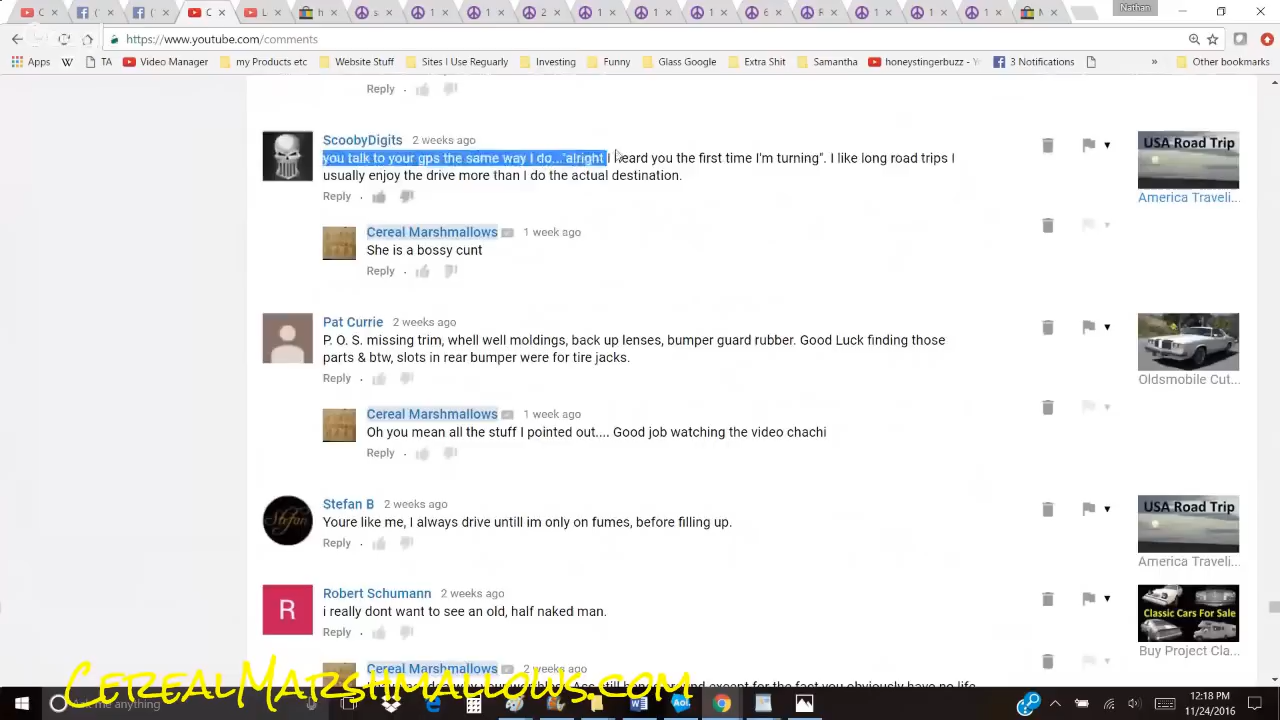 Nathan
https://www.youtube.com/comments
Apps
TA
Video Manager
my Products etc
Website Stuff
Sites I Use Reguarly
Investing
Funny
Glass Google
Extra Shit
Samantha
honeystingerbuzz - Yo
3 Notifications
»
Other bookmarks
Reply
ScoobyDigits 2 weeks ago
you talk to your gps the same way I do..."alright I heard you the first time I'm turning". I like long road trips I
usually enjoy the drive more than I do the actual destination.
Reply
USA Road Trip
America Traveli...
Cereal Marshmallows 1 week ago
She is a bossy cunt
Reply
Pat Currie 2 weeks ago
P. O. S. missing trim, whell well moldings, back up lenses, bumper guard rubber. Good Luck finding those
parts & btw, slots in rear bumper were for tire jacks.
Reply
Oldsmobile Cut...
Cereal Marshmallows 1 week ago
Oh you mean all the stuff I pointed out.... Good job watching the video chachi
Reply
Stefan B 2 weeks ago
Youre like me, I always drive untill im only on fumes, before filling up.
Reply
Stefan
USA Road Trip
America Traveli...
Robert Schumann 2 weeks ago
R
i really dont want to see an old, half naked man.
Reply
Classic Cars For Sale
Buy Project Cla...
Cereal Marshmallows 2 weeks ago
CerealMarshmallows.com
Ask me anything
12:18 PM
11/24/2016